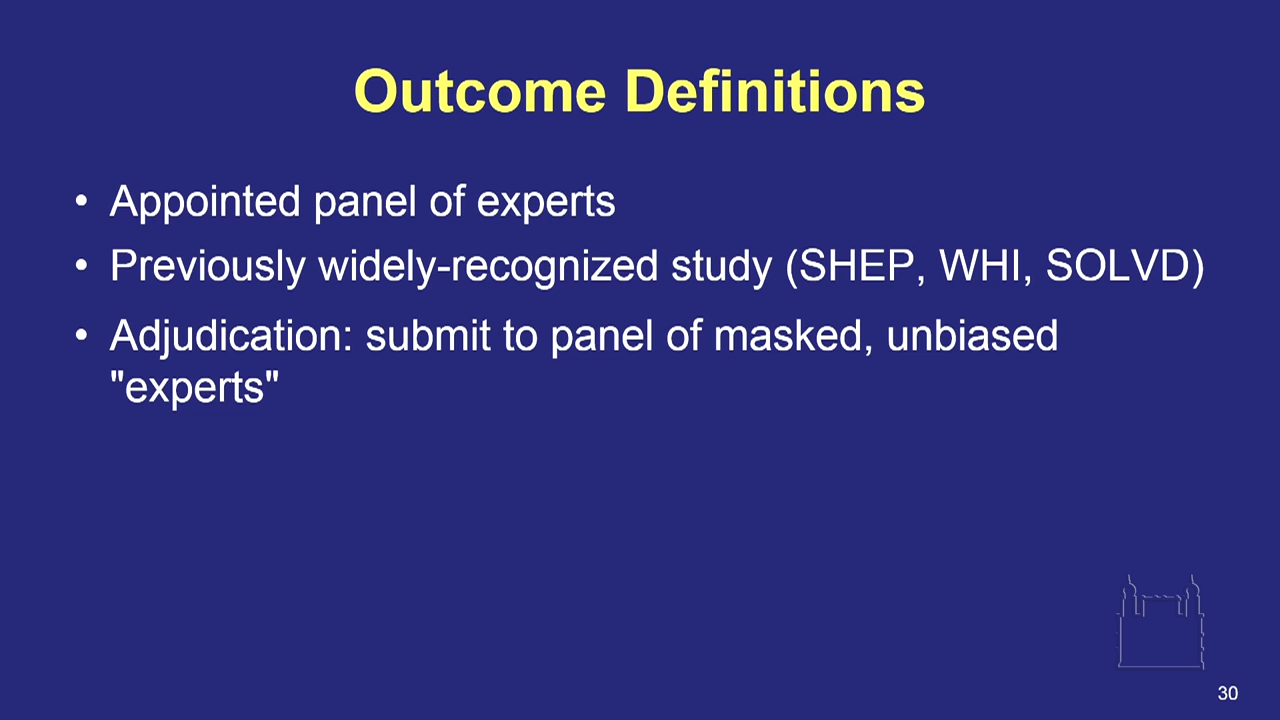 Outcome Definitions
• Appointed panel of experts
• Previously widely-recognized study (SHEP, WHI, SOLVD)
• Adjudication: submit to panel of masked, unbiased
"experts"
30